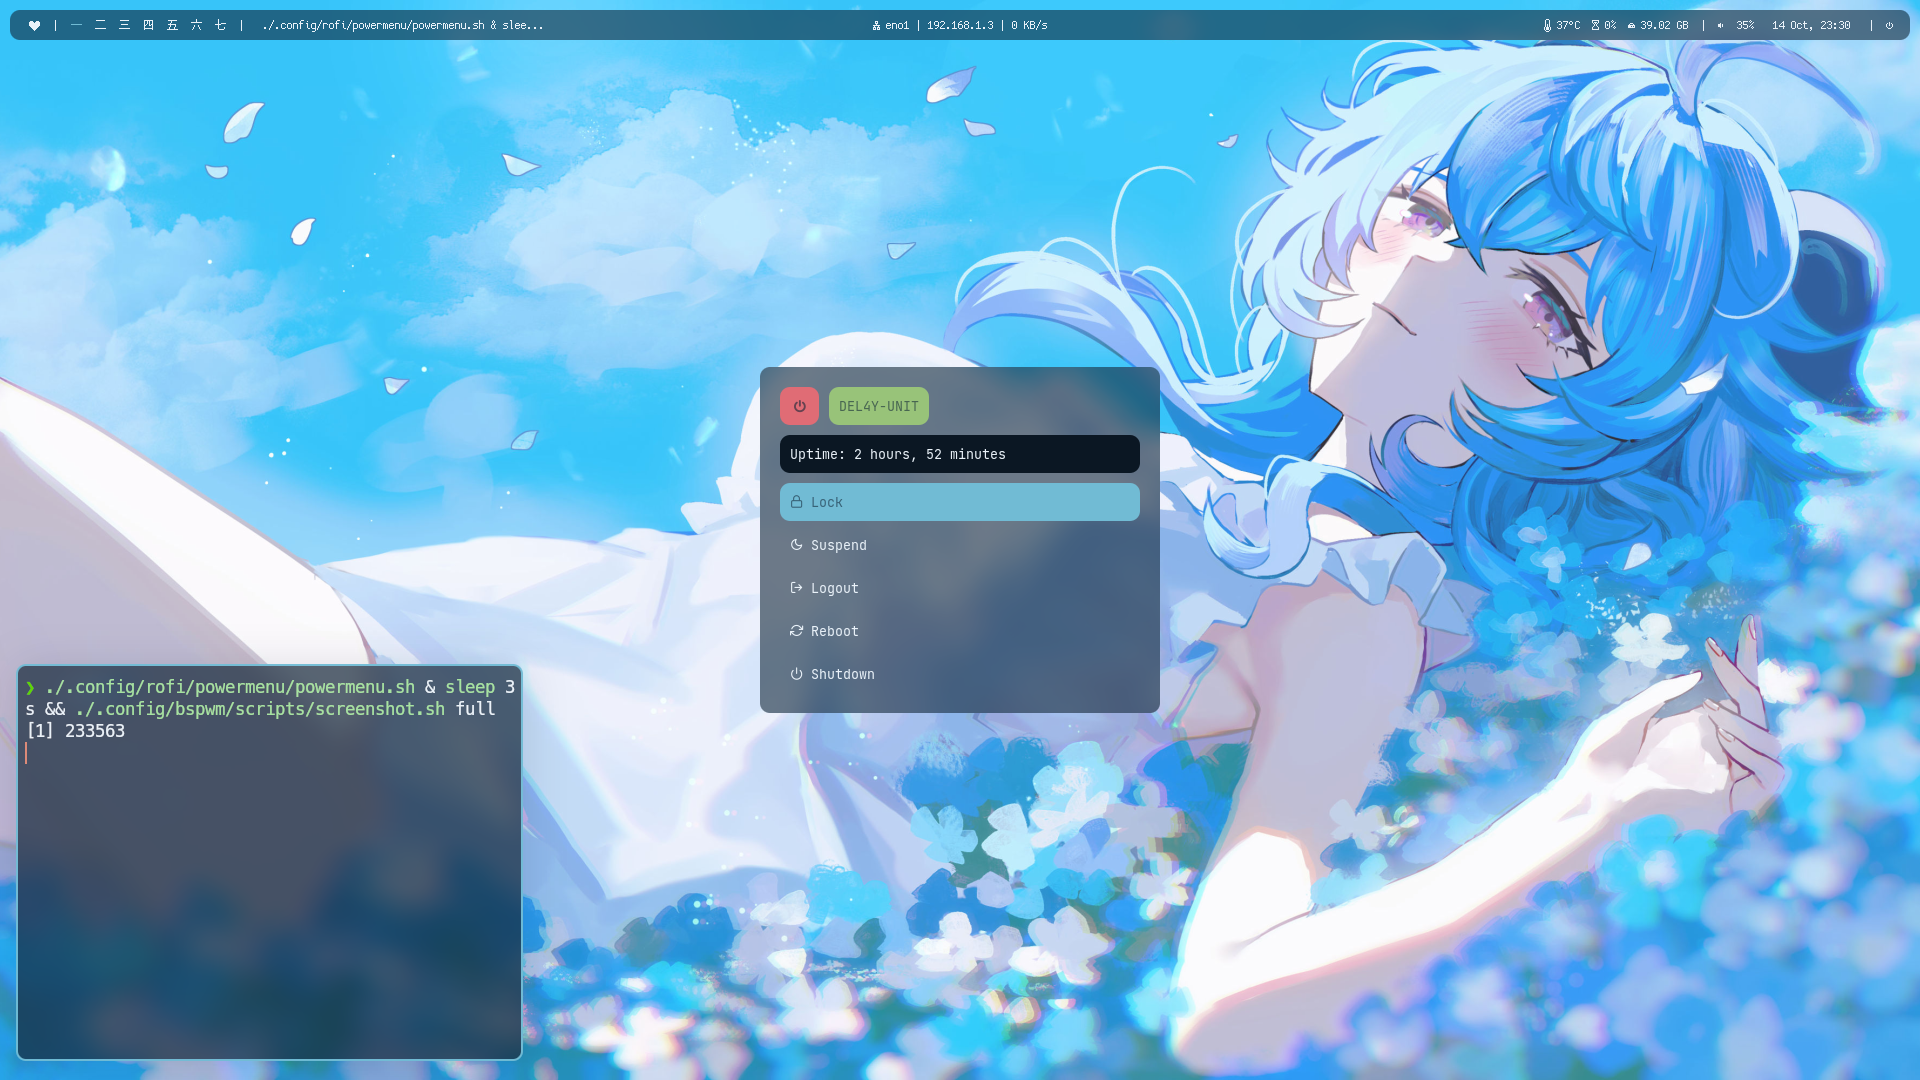 | 一 二 三 四 五 六 七 | ./.config/rofi/powermenu/powermenu.sh & slee...
eno1 | 192.168.1.3 | 0 KB/s
37°C 0% 39.02 GB | 35% 14 Oct, 23:30 |
DEL4Y-UNIT
Uptime: 2 hours, 52 minutes
Lock
Suspend
Logout
Reboot
Shutdown
❯ ./.config/rofi/powermenu/powermenu.sh & sleep 3
s && ./.config/bspwm/scripts/screenshot.sh full
[1] 233563